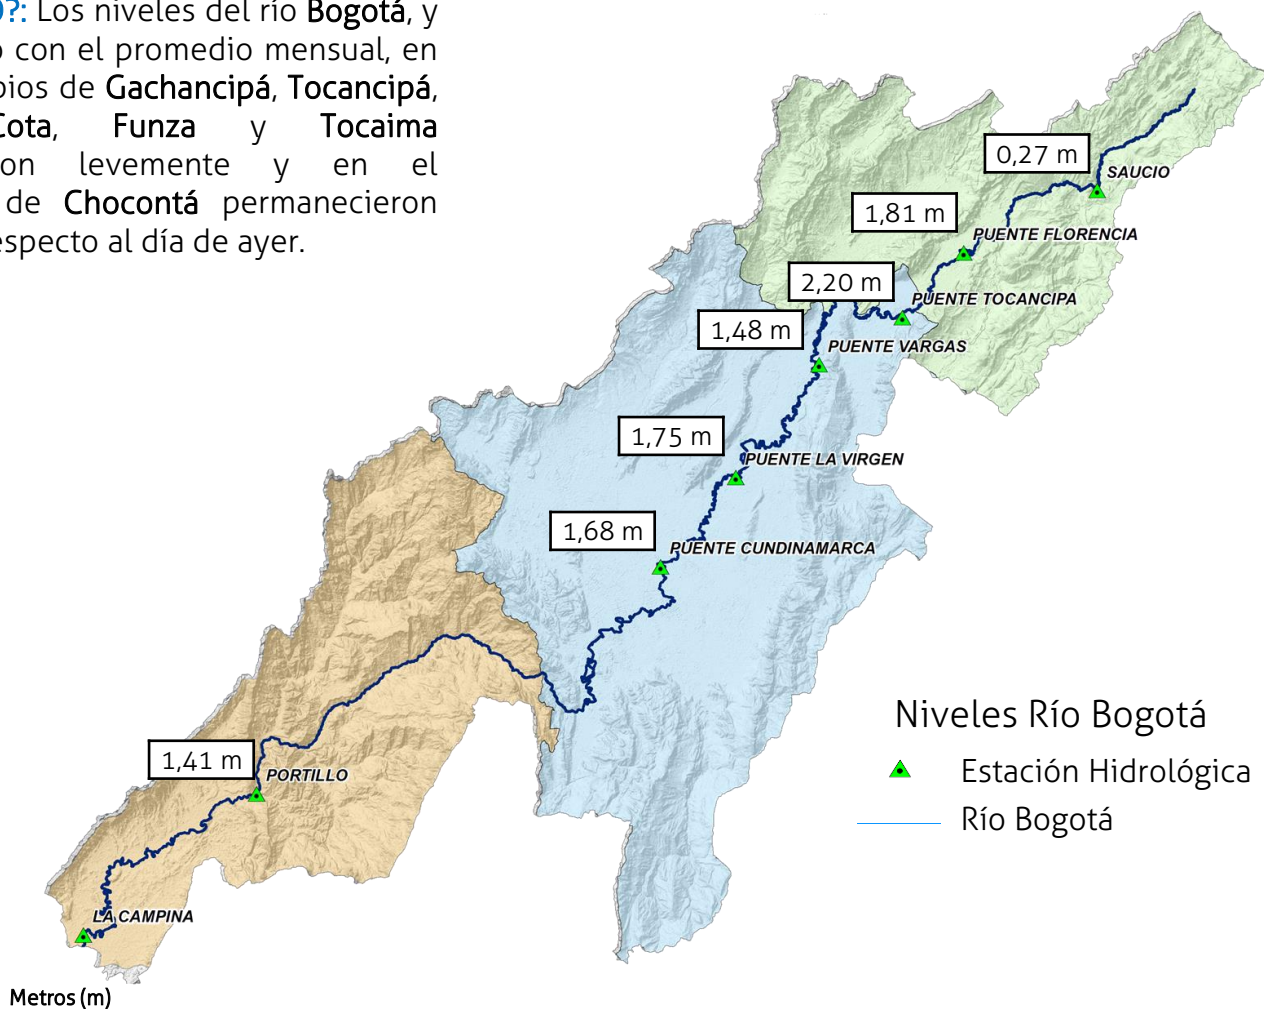 ?: Los niveles del río Bogotá, y
con el promedio mensual, en
de Gachancipá, Tocancipá,
Cota, Funza y Tocaima
levemente y en el
de Chocontá permanecieron
al día de ayer.
0,27 m
SAUCIO
1,81 m
PUENTE FLORENCIA
2,20 m
PUENTE TOCANCIPA
1,48 m
PUENTE VARGAS
1,75 m
PUENTE LA VIRGEN
1,68 m
PUENTE CUNDINAMARCA
Niveles Río Bogotá
Estación Hidrológica
Río Bogotá
1,41 m
PORTILLO
LA CAMPINA
Metros (m)